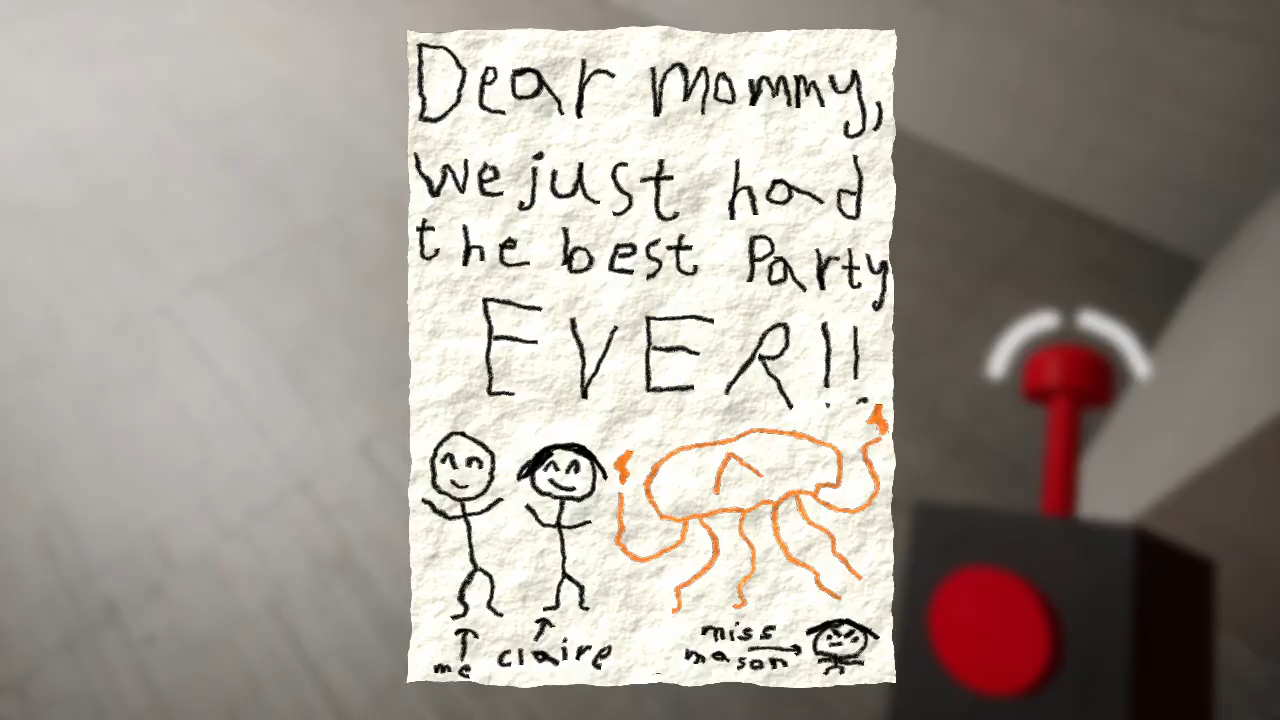 Dear mommy,
we just had
the best Party
EVER!!
me
claire
miss
mason